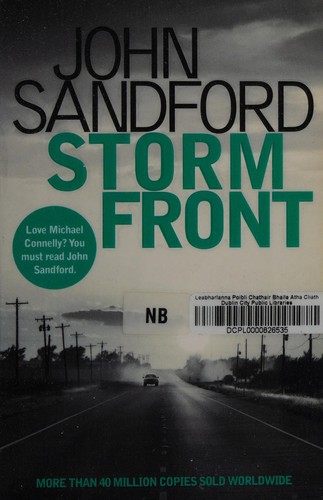 JOHN
SANDFORD
STORM
FRONT
Love Michael
Connelly? You
must read John
Sandford.
NB
Leabharlanna Poiblí Chathair Bhaile Átha Cliath
Dublin City Public Libraries
DCPL0000826535
MORE THAN 40 MILLION COPIES SOLD WORLDWIDE